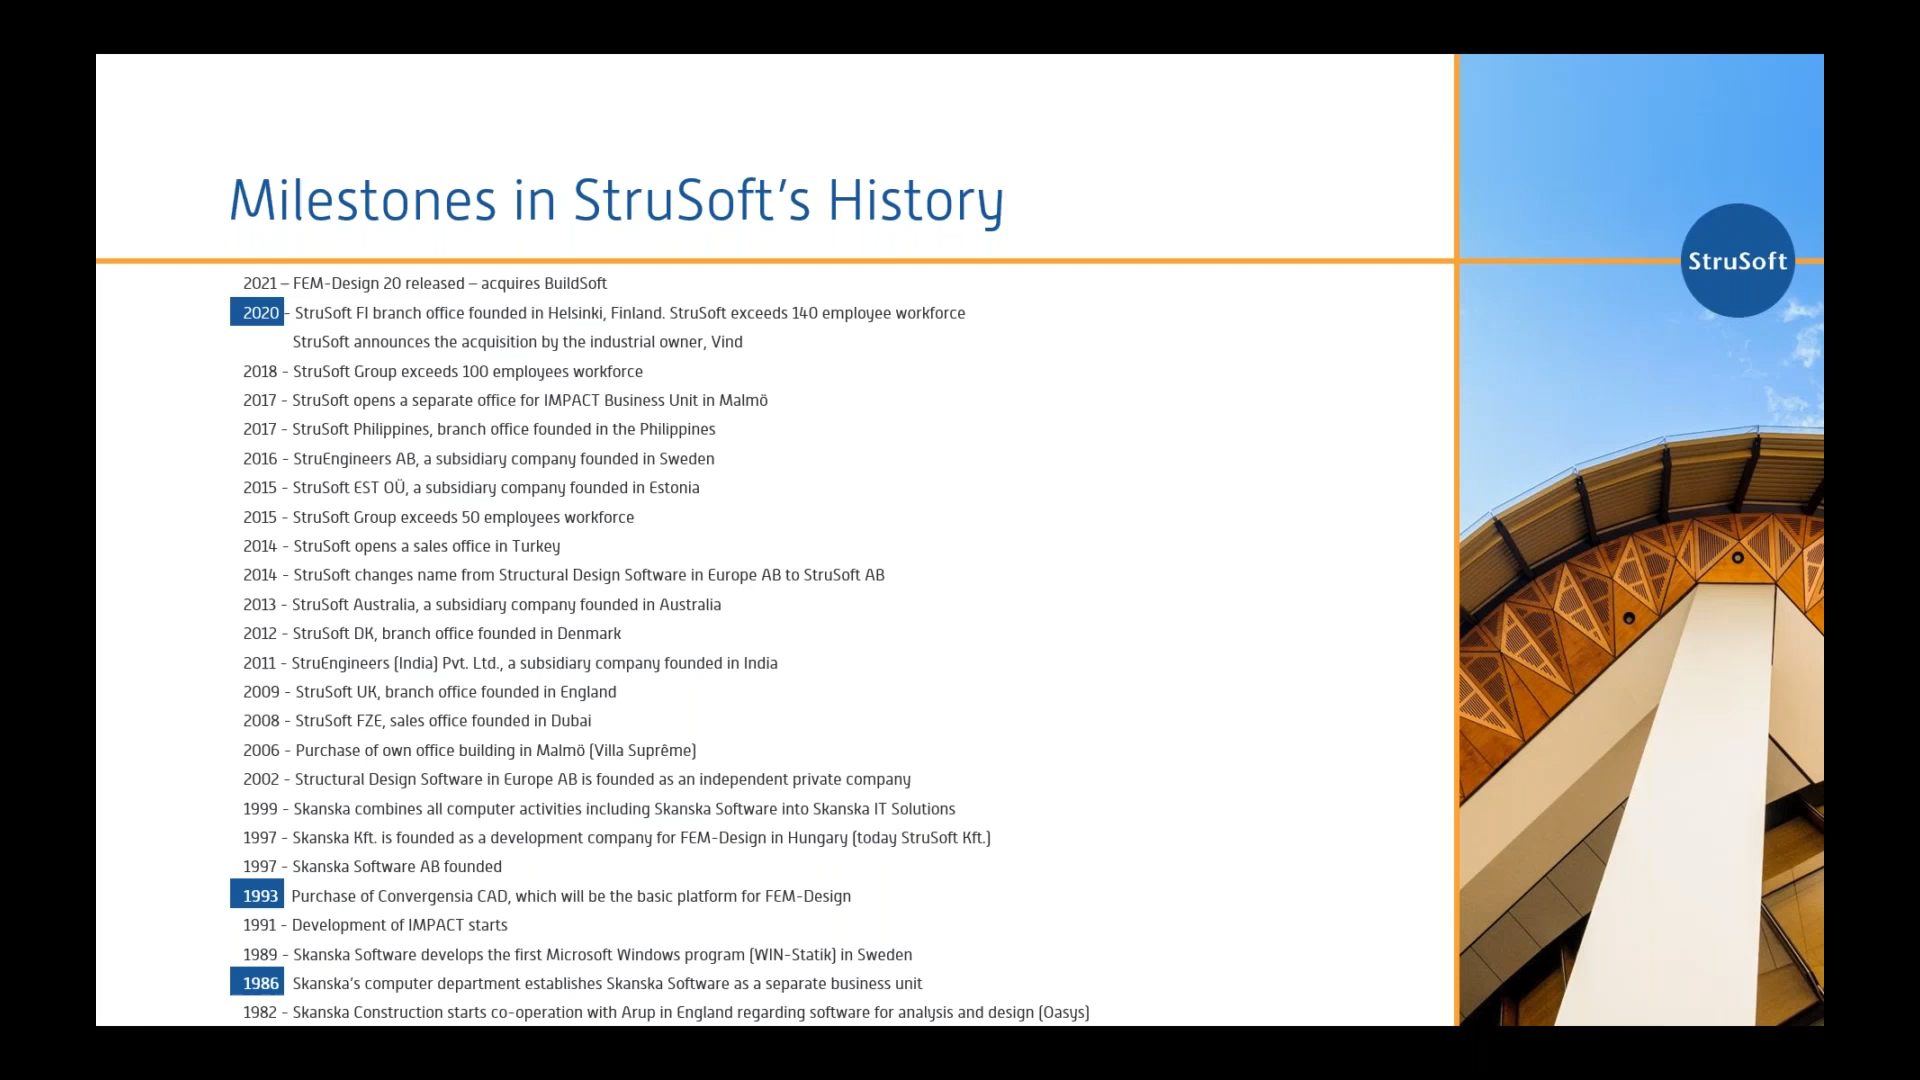 Milestones in StruSoft’s History
StruSoft
2021 – FEM-Design 20 released – acquires BuildSoft
2020 - StruSoft FI branch office founded in Helsinki, Finland. StruSoft exceeds 140 employee workforce
StruSoft announces the acquisition by the industrial owner, Vind
2018 - StruSoft Group exceeds 100 employees workforce
2017 - StruSoft opens a separate office for IMPACT Business Unit in Malmö
2017 - StruSoft Philippines, branch office founded in the Philippines
2016 - StruEngineers AB, a subsidiary company founded in Sweden
2015 - StruSoft EST OÜ, a subsidiary company founded in Estonia
2015 - StruSoft Group exceeds 50 employees workforce
2014 - StruSoft opens a sales office in Turkey
2014 - StruSoft changes name from Structural Design Software in Europe AB to StruSoft AB
2013 - StruSoft Australia, a subsidiary company founded in Australia
2012 - StruSoft DK, branch office founded in Denmark
2011 - StruEngineers (India) Pvt. Ltd., a subsidiary company founded in India
2009 - StruSoft UK, branch office founded in England
2008 - StruSoft FZE, sales office founded in Dubai
2006 - Purchase of own office building in Malmö (Villa Suprême)
2002 - Structural Design Software in Europe AB is founded as an independent private company
1999 - Skanska combines all computer activities including Skanska Software into Skanska IT Solutions
1997 - Skanska Kft. is founded as a development company for FEM-Design in Hungary (today StruSoft Kft.)
1997 - Skanska Software AB founded
1993 Purchase of Convergensia CAD, which will be the basic platform for FEM-Design
1991 - Development of IMPACT starts
1989 - Skanska Software develops the first Microsoft Windows program (WIN-Statik) in Sweden
1986 Skanska’s computer department establishes Skanska Software as a separate business unit
1982 - Skanska Construction starts co-operation with Arup in England regarding software for analysis and design (Oasys)